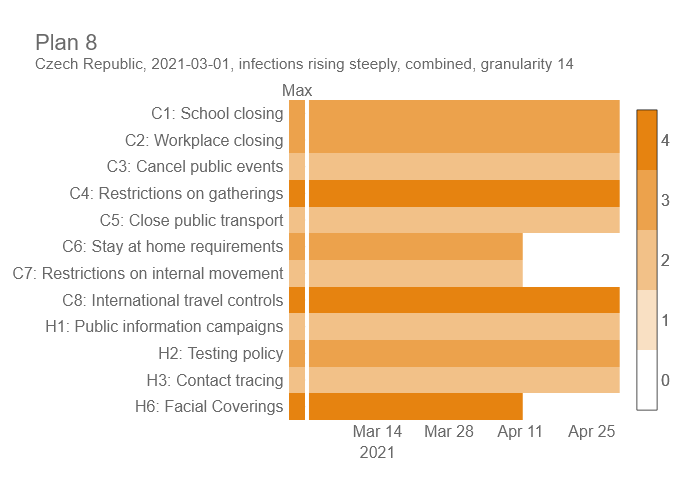 Plan 8
Czech Republic, 2021-03-01, infections rising steeply, combined, granularity 14
Max
C1: School closing
C2: Workplace closing
C3: Cancel public events
C4: Restrictions on gatherings
C5: Close public transport
C6: Stay at home requirements
C7: Restrictions on internal movement
C8: International travel controls
H1: Public information campaigns
H2: Testing policy
H3: Contact tracing
H6: Facial Coverings
4
3
2
1
0
Mar 14 Mar 28 Apr 11 Apr 25
2021